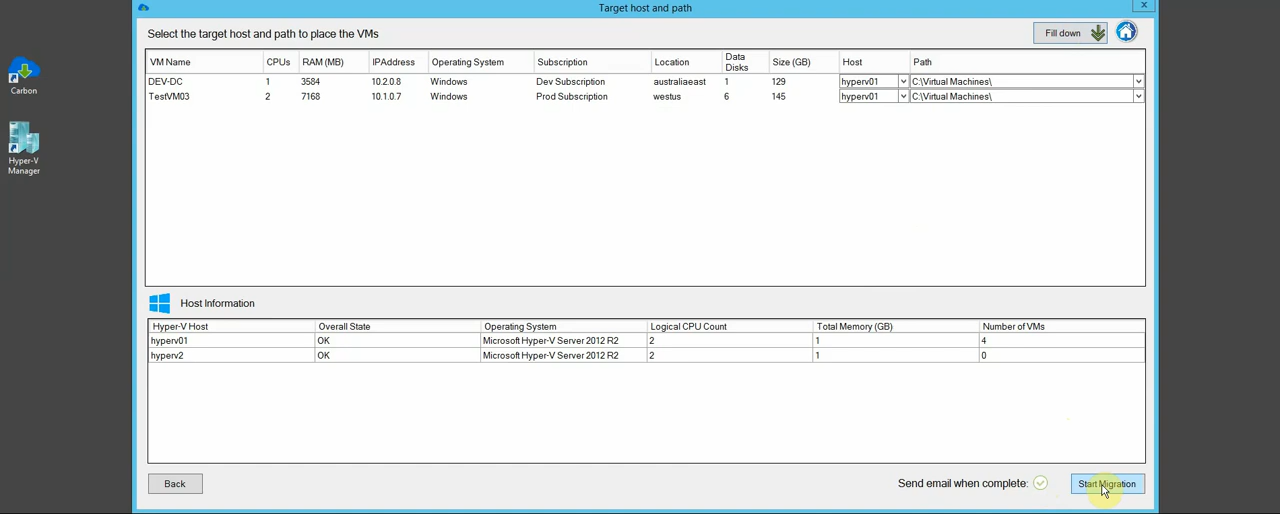 Target host and path
x
Select the target host and path to place the VMs
Fill down
VM Name CPUs RAM (MB) IPAddress Operating System Subscription Location Data Disks Size (GB) Host Path
DEV-DC 1 3584 10.2.0.8 Windows Dev Subscription australiaeast 1 129 hyperv01 C:\Virtual Machines\
TestVM03 2 7168 10.1.0.7 Windows Prod Subscription westus 6 145 hyperv01 C:\Virtual Machines\
Carbon
Hyper-V
Manager
Host Information
Hyper-V Host Overall State Operating System Logical CPU Count Total Memory (GB) Number of VMs
hyperv01 OK Microsoft Hyper-V Server 2012 R2 2 1 4
hyperv2 OK Microsoft Hyper-V Server 2012 R2 2 1 0
Back
Send email when complete:
Start Migration